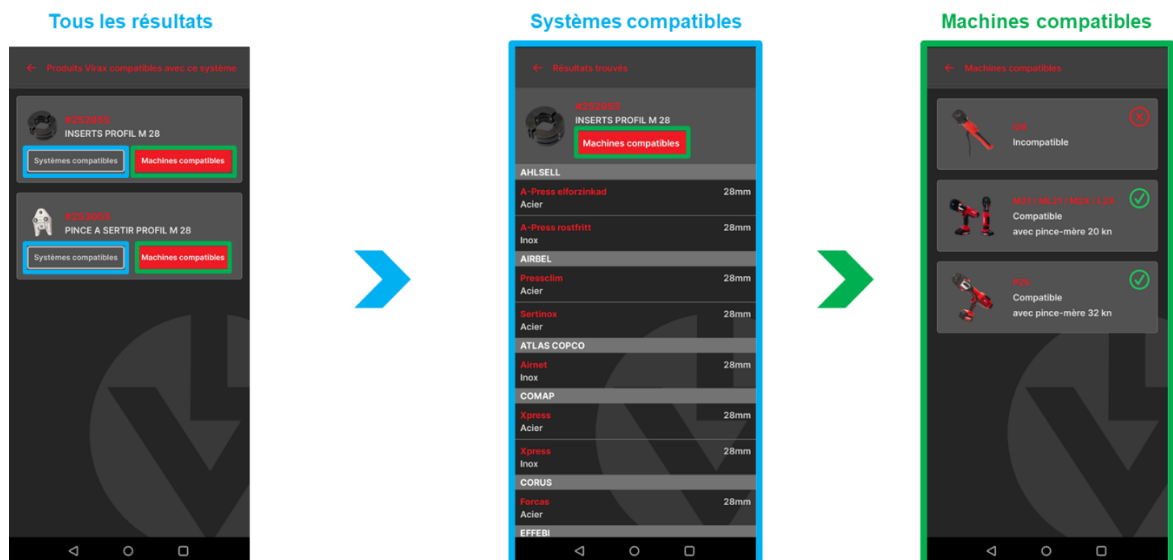 Tous les résultats
Systèmes compatibles
Machines compatibles
Produits Virax compatibles avec ce système
#252955
INSERTS PROFIL M 28
Systèmes compatibles
Machines compatibles
#253055
PINCE A SERTIR PROFIL M 28
Systèmes compatibles
Machines compatibles
Résultats trouvés
#252955
INSERTS PROFIL M 28
Machines compatibles
AHLSELL
A-Press elforzinkad
28mm
Acier
A-Press rostfritt
28mm
Inox
AIRBEL
Pressclim
28mm
Acier
Sertinox
28mm
Acier
ATLAS COPCO
Airnet
28mm
Inox
COMAP
Xpress
28mm
Acier
Xpress
28mm
Inox
CORUS
Forcas
28mm
Acier
EFFEBI
Machines compatibles
Incompatible
Compatible
avec pince-mère 20 kn
Compatible
avec pince-mère 32 kn